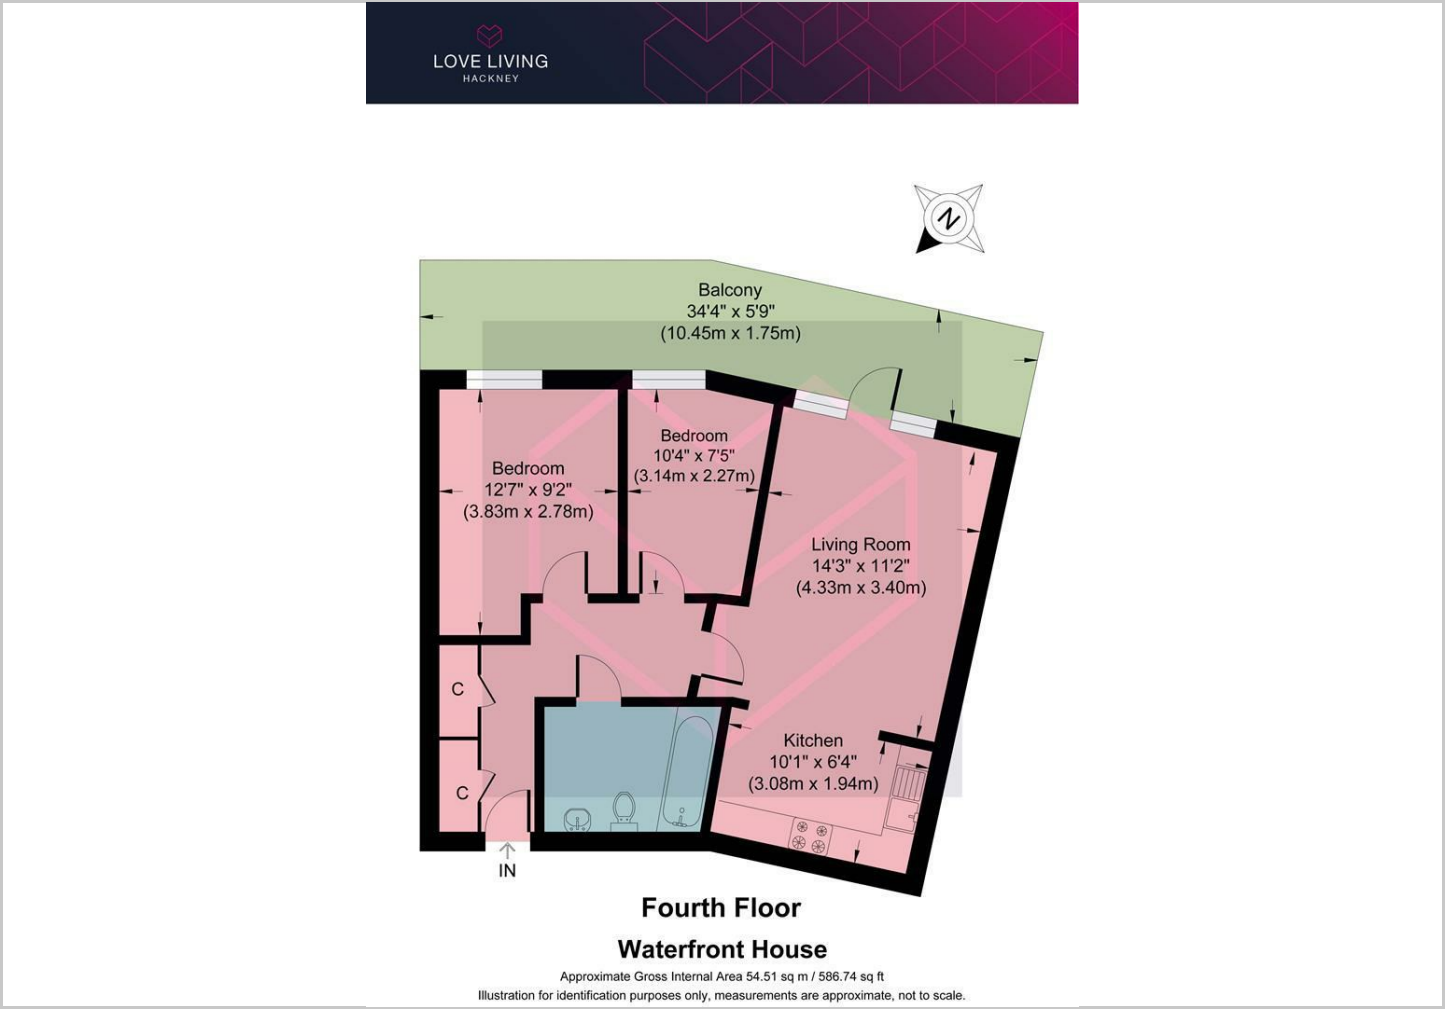 LOVE LIVING
HACKNEY
N
Balcony
34'4" x 5'9"
(10.45m x 1.75m)
Bedroom
10'4" x 7'5"
(3.14m x 2.27m)
Bedroom
12'7" x 9'2"
(3.83m x 2.78m)
Living Room
14'3" x 11'2"
(4.33m x 3.40m)
C
Kitchen
10'1" x 6'4"
(3.08m x 1.94m)
C
IN
Fourth Floor
Waterfront House
Approximate Gross Internal Area 54.51 sq m / 586.74 sq ft
Illustration for identification purposes only, measurements are approximate, not to scale.